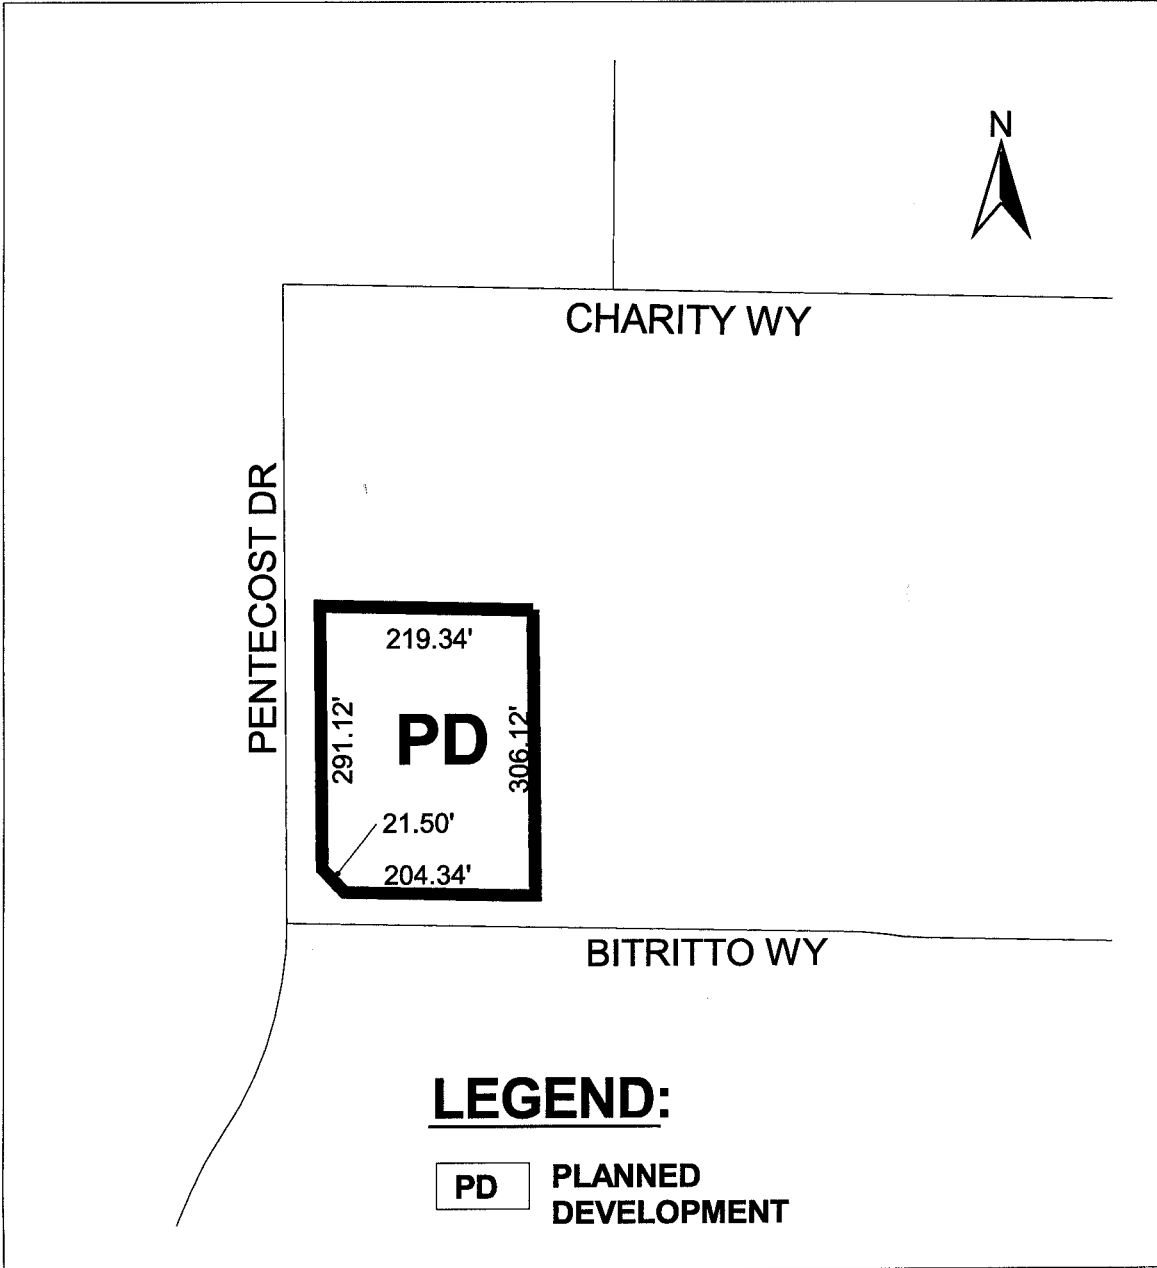 N
CHARITY WY
PENTECOST DR
219.34'
291.12'
PD
306.12'
21.50'
204.34'
BITRITTO WY
LEGEND:
PD
PLANNED
DEVELOPMENT